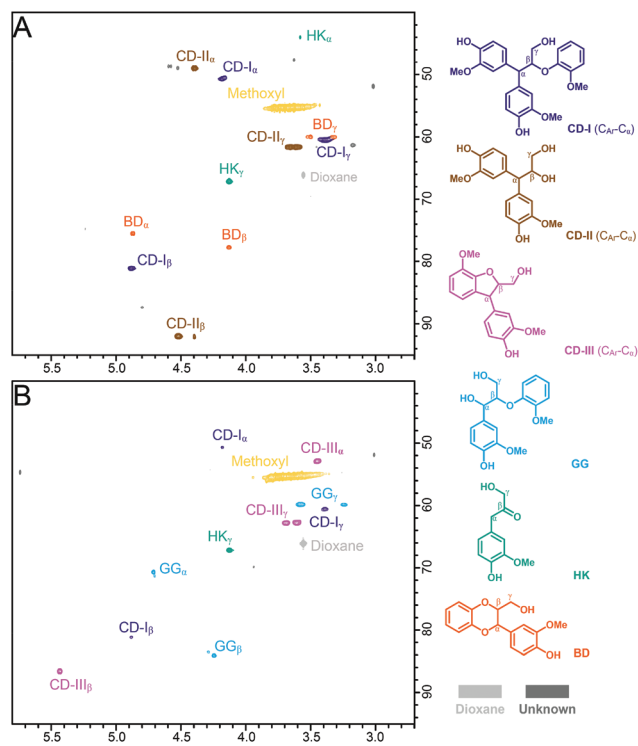 A
HKα
CD-IIα
CD-Iα
Methoxyl
BDγ
CD-IIγ
CD-Iγ
HKγ
Dioxane
BDα
BDβ
CD-Iβ
CD-IIβ
50
60
70
80
90
5.5 5.0 4.5 4.0 3.5 3.0
B
CD-Iα
CD-IIIα
Methoxyl
GGγ
CD-IIIγ
CD-Iγ
HKγ
Dioxane
GGα
CD-Iβ
GGβ
CD-IIIβ
50
60
70
80
90
5.5 5.0 4.5 4.0 3.5 3.0
HO OH
γ
β
MeO α O OMe
OMe
OH
CD-I (CAr-Cα)
HO OH
γ
β
MeO α OH
OMe
OH
CD-II (CAr-Cα)
OMe
O γ OH
β
α
OMe
OH
CD-III (CAr-Cα)
HO γ
HO β
α O
OMe
OMe
OH
GG
HO γ
β
α O
OMe
OH
HK
O β γ
OH
O α OMe
OH
BD
Dioxane Unknown